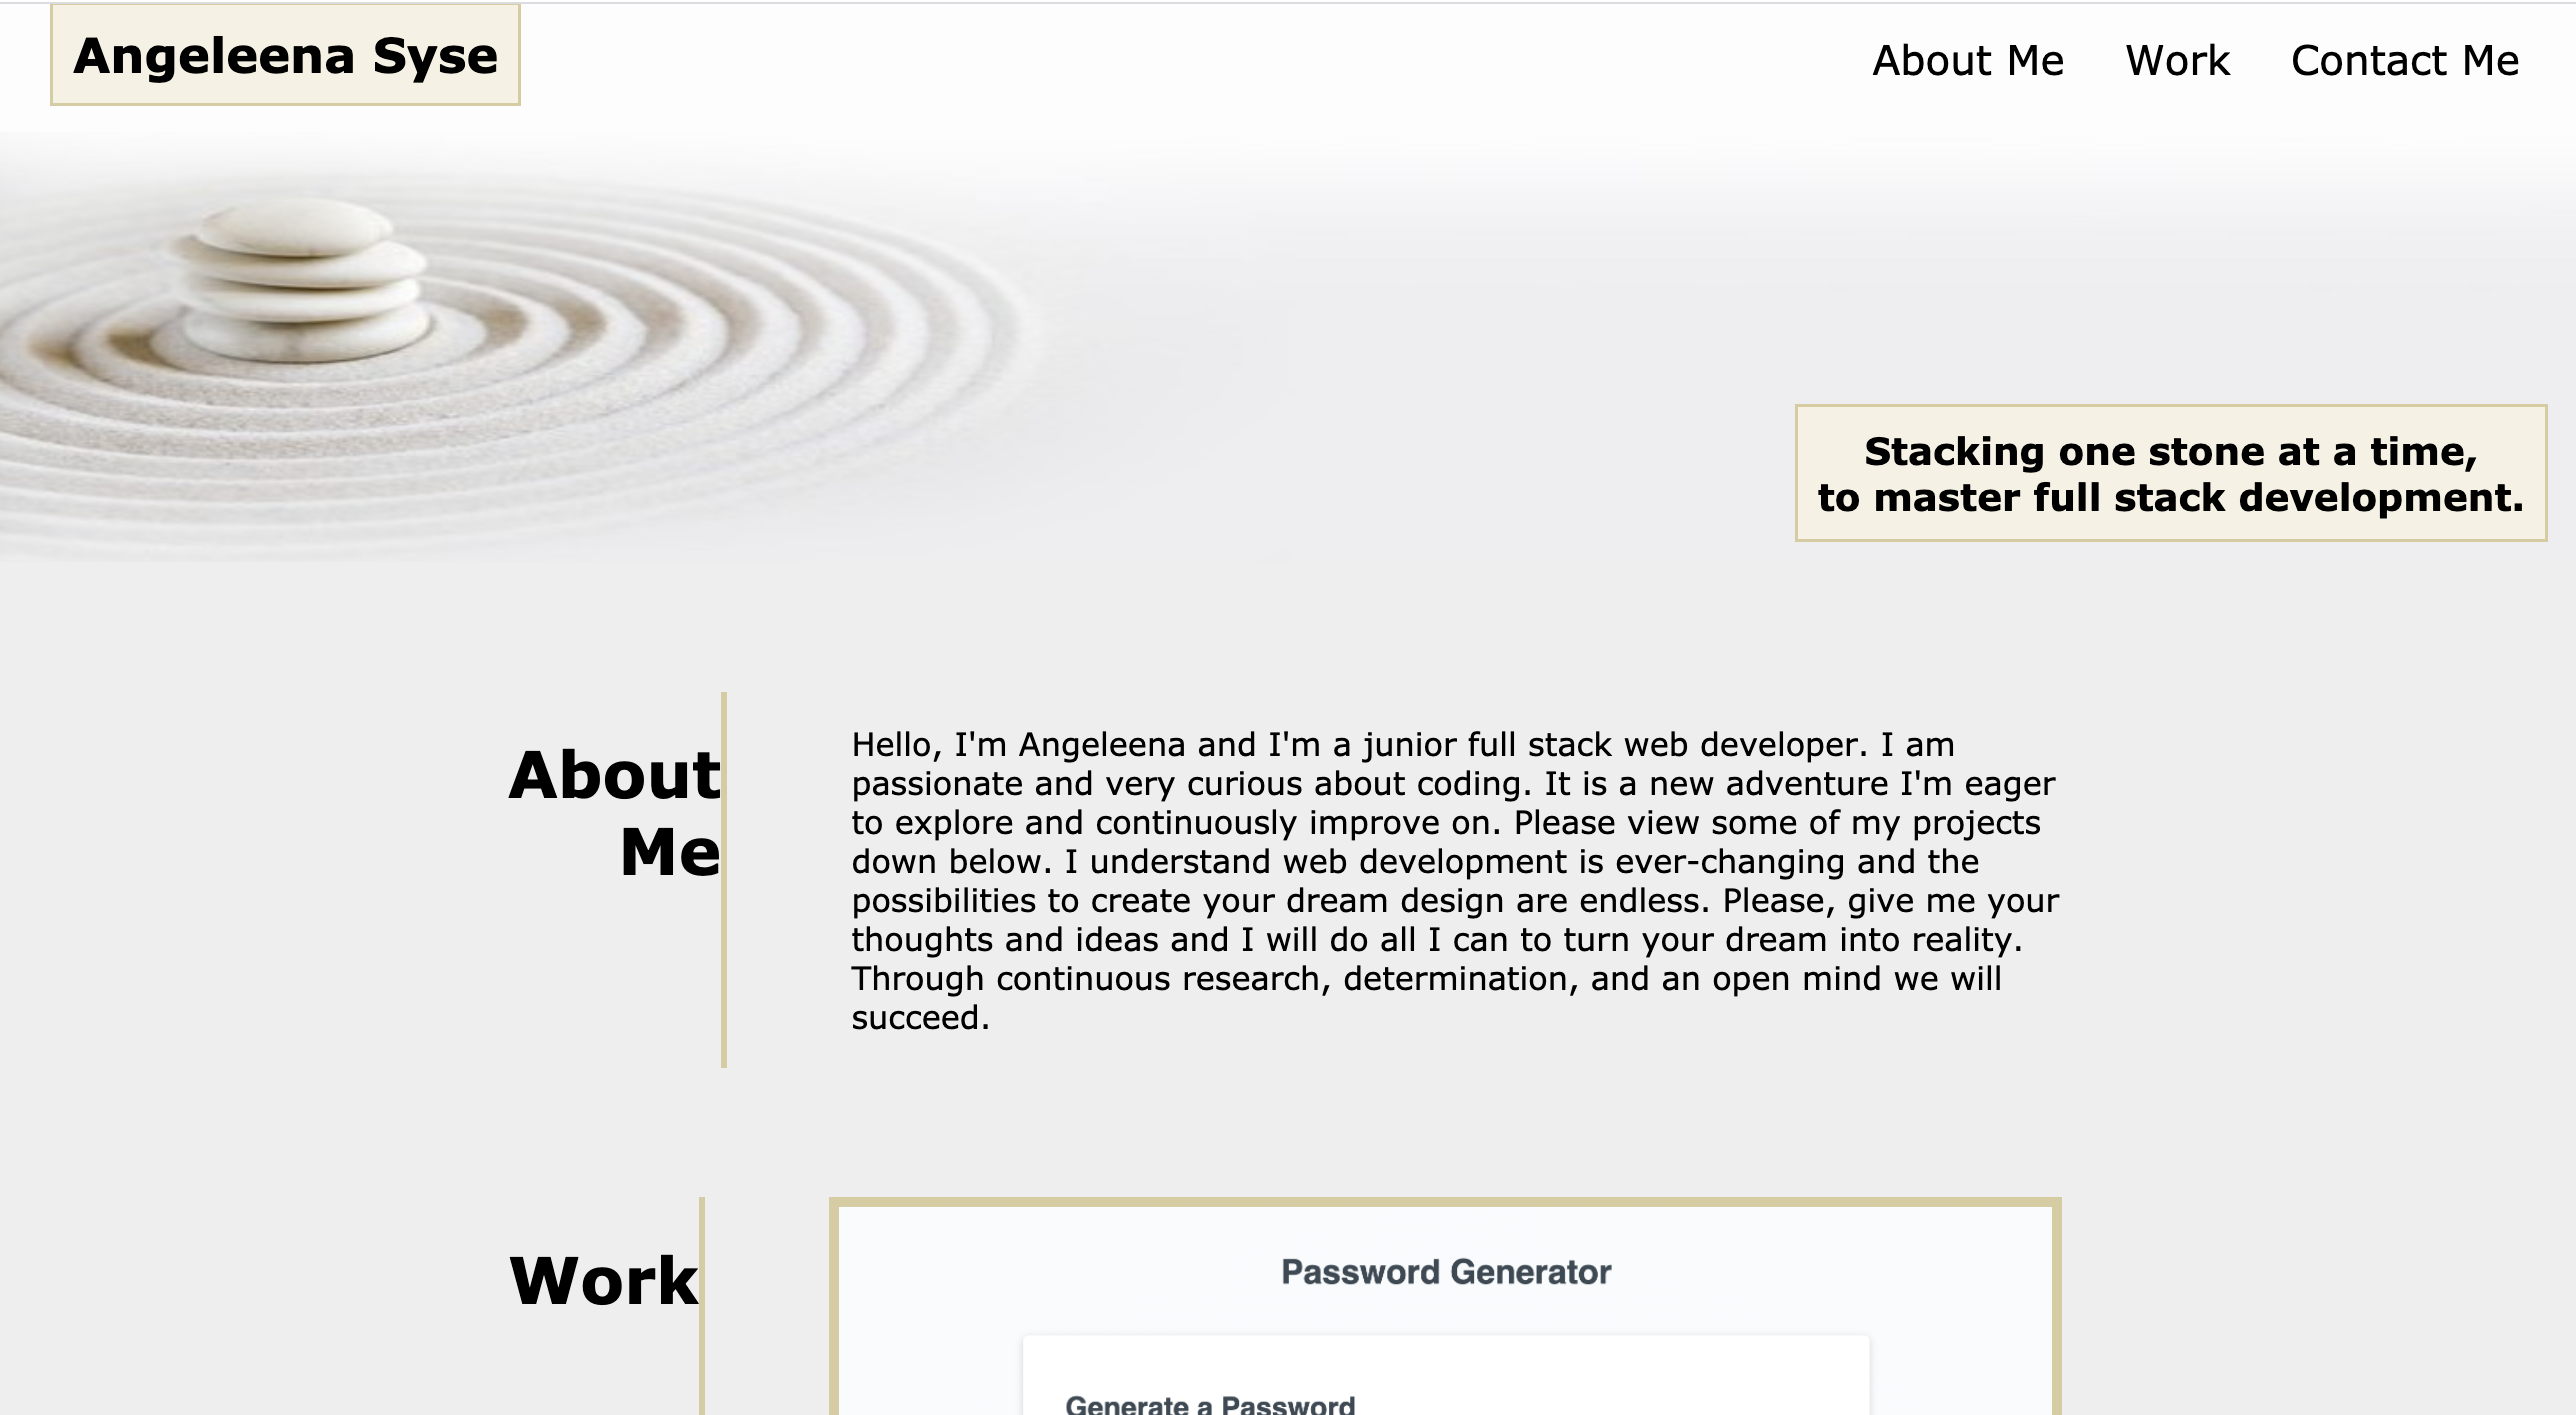 Angeleena Syse
About Me Work Contact Me
Stacking one stone at a time,
to master full stack development.
About
Me
Hello, I'm Angeleena and I'm a junior full stack web developer. I am
passionate and very curious about coding. It is a new adventure I'm eager
to explore and continuously improve on. Please view some of my projects
down below. I understand web development is ever-changing and the
possibilities to create your dream design are endless. Please, give me your
thoughts and ideas and I will do all I can to turn your dream into reality.
Through continuous research, determination, and an open mind we will
succeed.
Work
Password Generator
Generate a Password